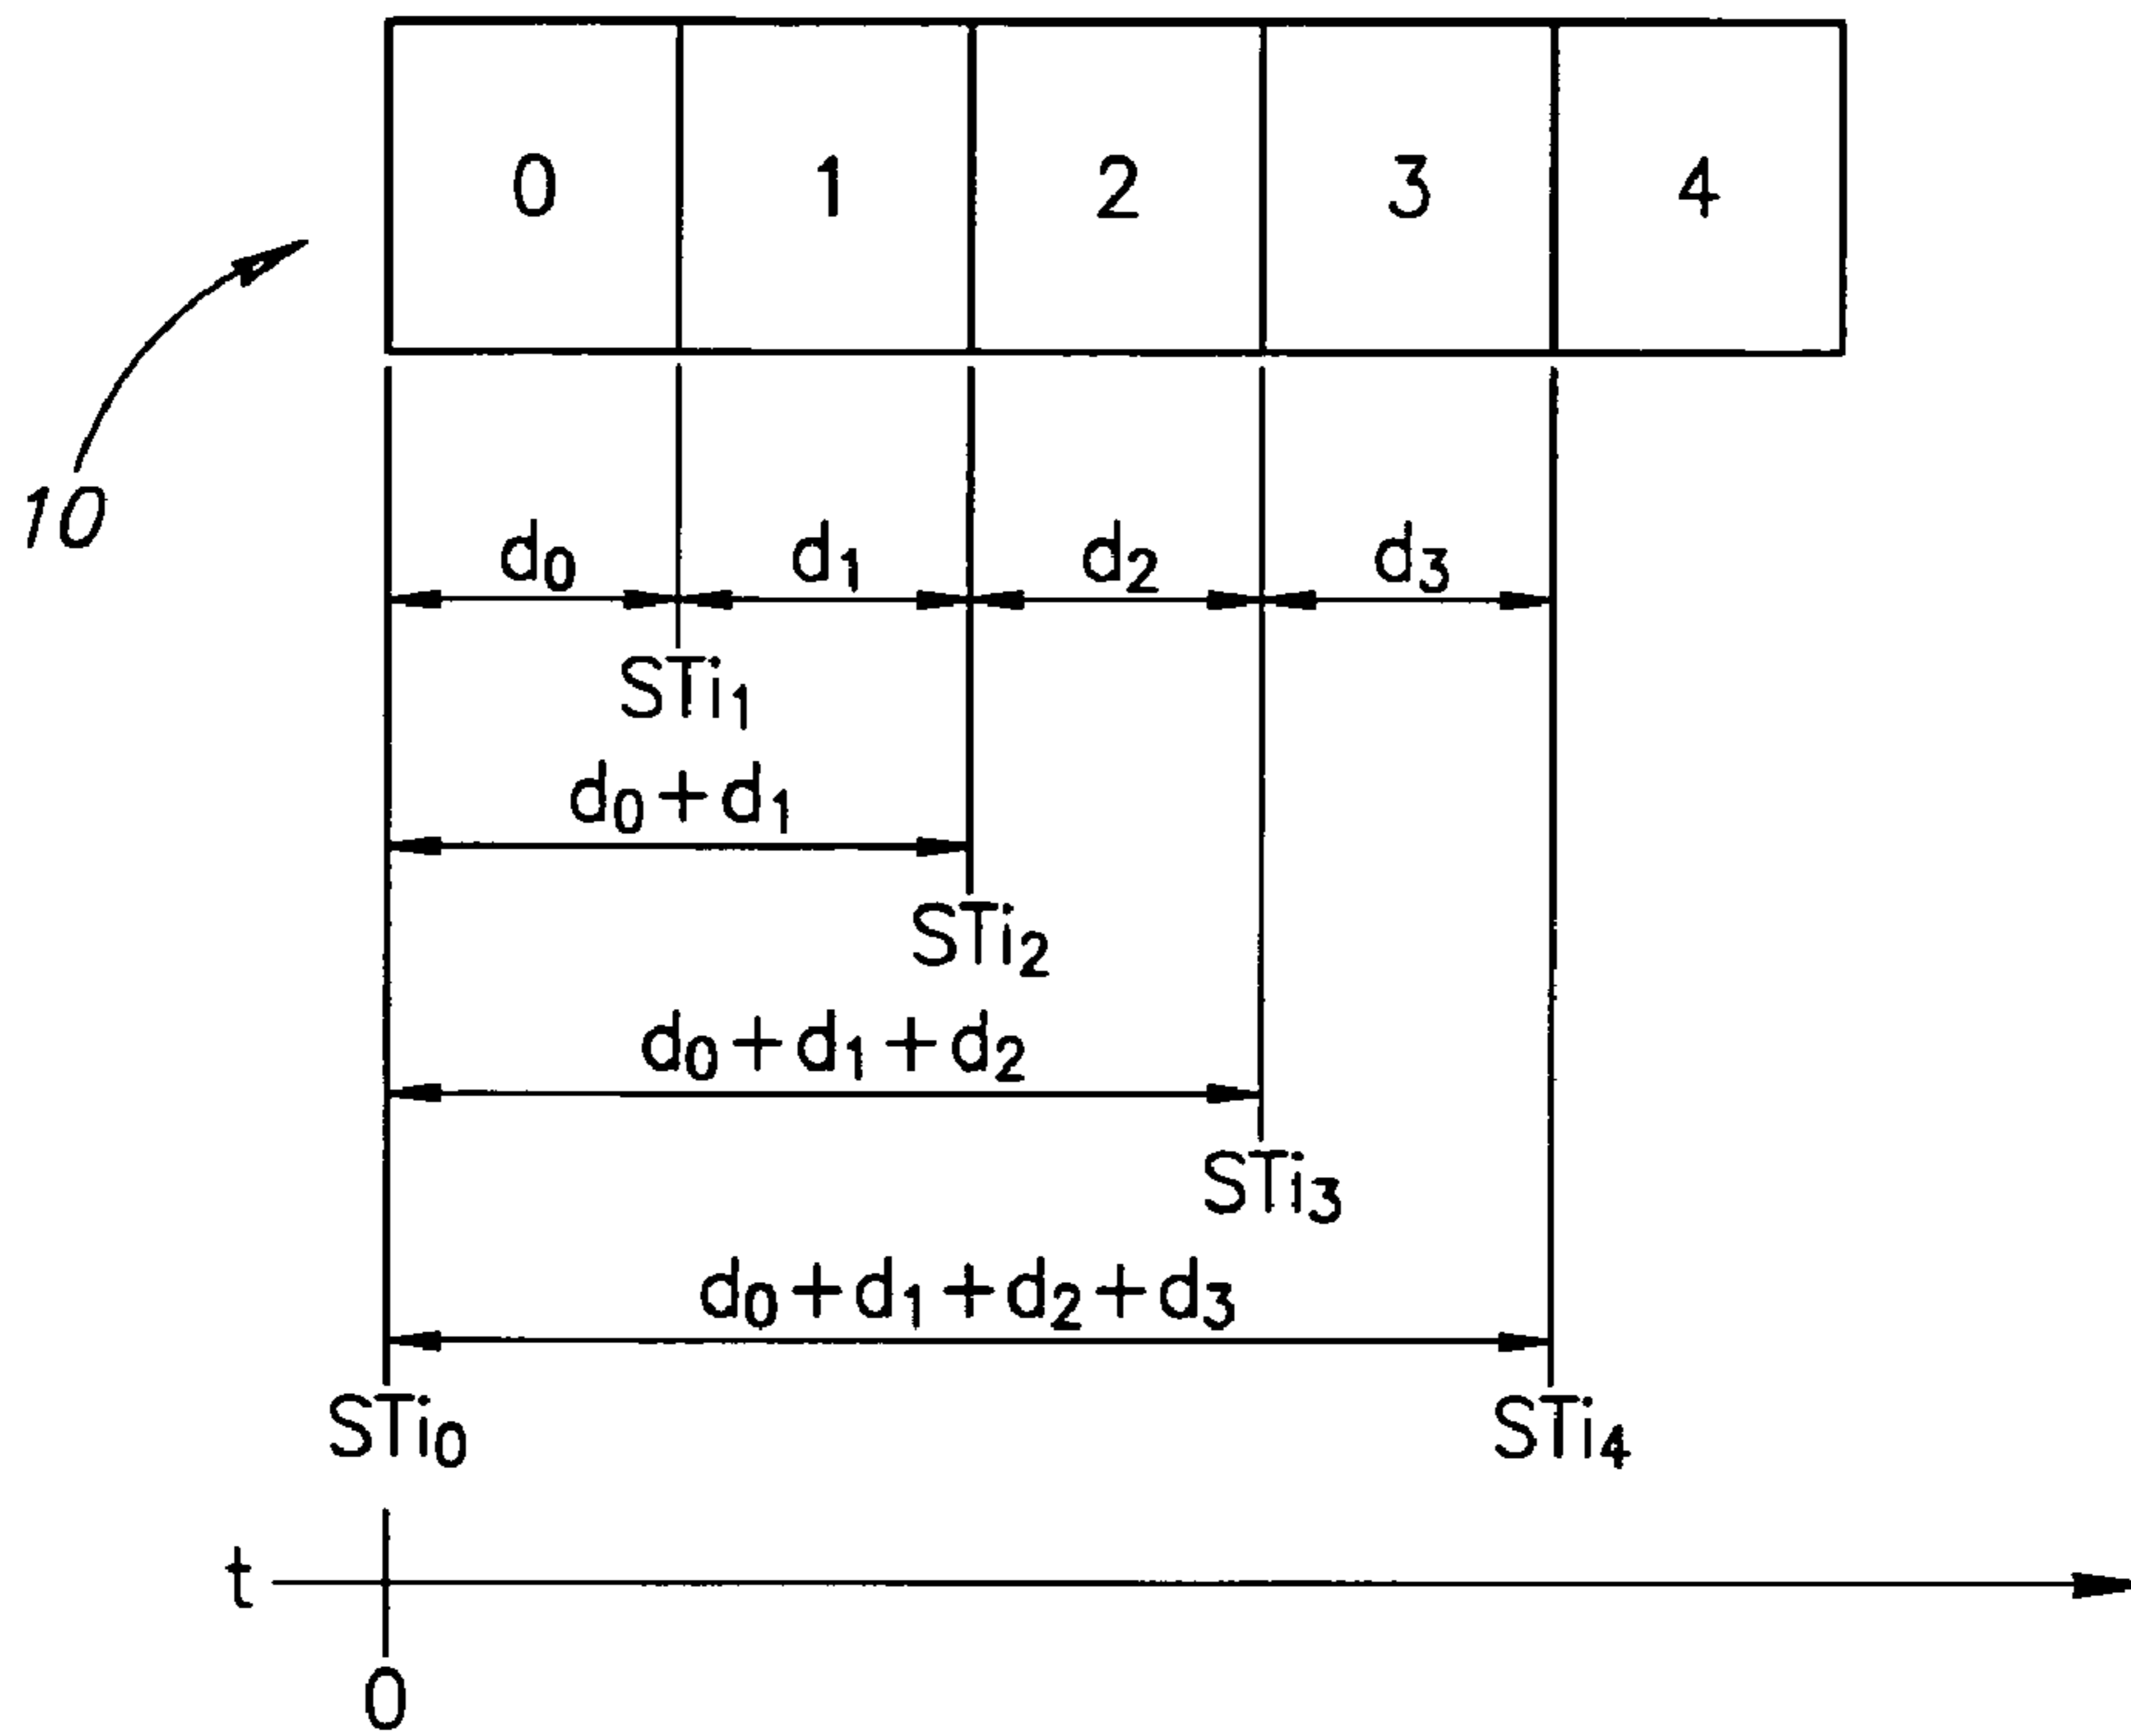 0 1 2 3 4
10
d₀ d₁ d₂ d₃
STi₁
d₀+d₁
STi₂
d₀+d₁+d₂
STi₃
d₀+d₁+d₂+d₃
STi₀ STi₄
t
0